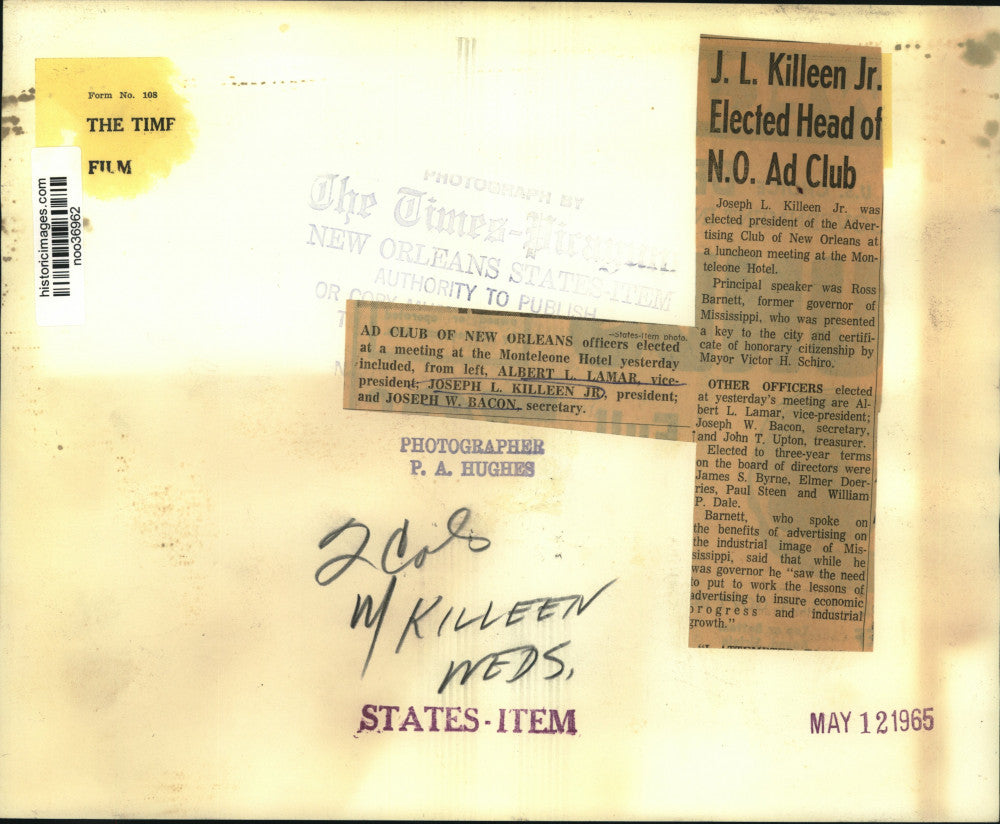 Form No. 108
THE TIMF
FILM
historicimages.com
noo36962
PHOTOGRAPH BY
The Times-Picayune
NEW ORLEANS STATES-ITEM
AUTHORITY TO PUBLISH
OR COPY
—States-Item photo.
AD CLUB OF NEW ORLEANS officers elected
at a meeting at the Monteleone Hotel yesterday
included, from left, ALBERT L. LAMAR, vice-
president; JOSEPH L. KILLEEN JR., president;
and JOSEPH W. BACON, secretary.
PHOTOGRAPHER
P. A. HUGHES
2 Cols
W/ KILLEEN
WEDS.
STATES-ITEM
MAY 12 1965
J. L. Killeen Jr.
Elected Head of
N.O. Ad Club
Joseph L. Killeen Jr. was
elected president of the Adver-
tising Club of New Orleans at
a luncheon meeting at the Mon-
teleone Hotel.
Principal speaker was Ross
Barnett, former governor of
Mississippi, who was presented
a key to the city and certifi-
cate of honorary citizenship by
Mayor Victor H. Schiro.
OTHER OFFICERS elected
at yesterday's meeting are Al-
bert L. Lamar, vice-president;
Joseph W. Bacon, secretary,
and John T. Upton, treasurer.
Elected to three-year terms
on the board of directors were
James S. Byrne, Elmer Doer-
ries, Paul Steen and William
P. Dale.
Barnett, who spoke on
the benefits of advertising on
the industrial image of Mis-
sissippi, said that while he
was governor he "saw the need
to put to work the lessons of
advertising to insure economic
progress and industrial
growth."